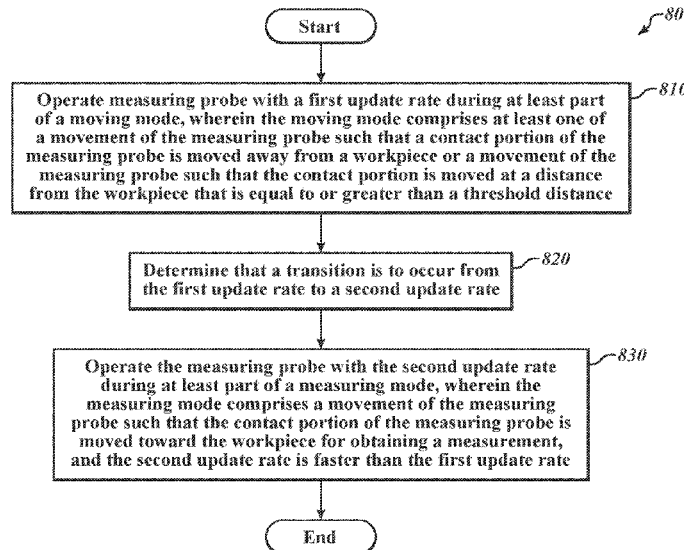 Start
80
Operate measuring probe with a first update rate during at least part
of a moving mode, wherein the moving mode comprises at least one of
a movement of the measuring probe such that a contact portion of the
measuring probe is moved away from a workpiece or a movement of the
measuring probe such that the contact portion is moved at a distance
from the workpiece that is equal to or greater than a threshold distance
810
Determine that a transition is to occur from
the first update rate to a second update rate
820
Operate the measuring probe with the second update rate
during at least part of a measuring mode, wherein the
measuring mode comprises a movement of the measuring
probe such that the contact portion of the measuring probe is
moved toward the workpiece for obtaining a measurement,
and the second update rate is faster than the first update rate
830
End